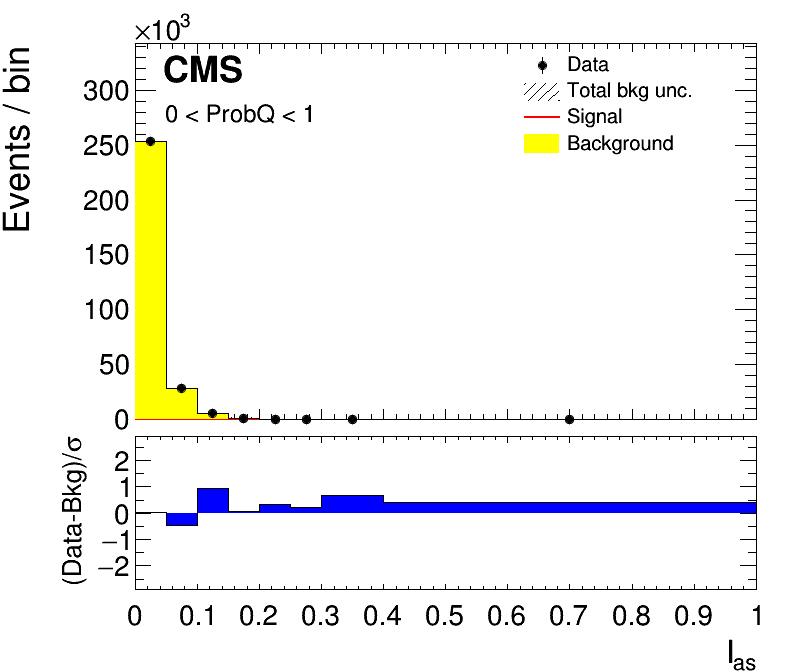 ×10³
Events / bin
300
250
200
150
100
50
0
CMS
0 < ProbQ < 1
Data
Total bkg unc.
Signal
Background
(Data-Bkg)/σ
2
1
0
−1
−2
0 0.1 0.2 0.3 0.4 0.5 0.6 0.7 0.8 0.9 1
I_as